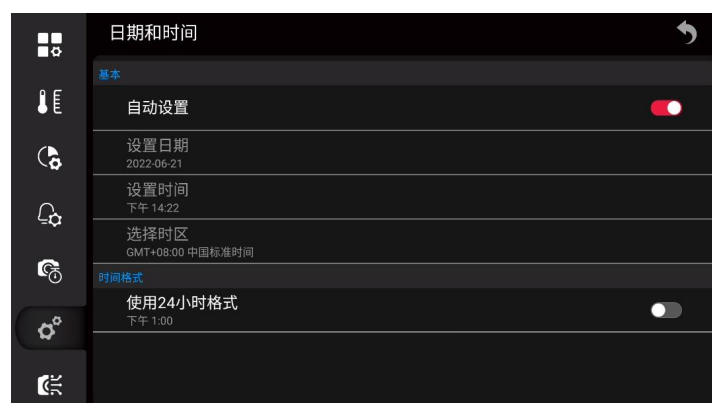 日期和时间
基本
自动设置
设置日期
2022-06-21
设置时间
下午 14:22
选择时区
GMT+08:00 中国标准时间
时间格式
使用24小时格式
下午 1:00